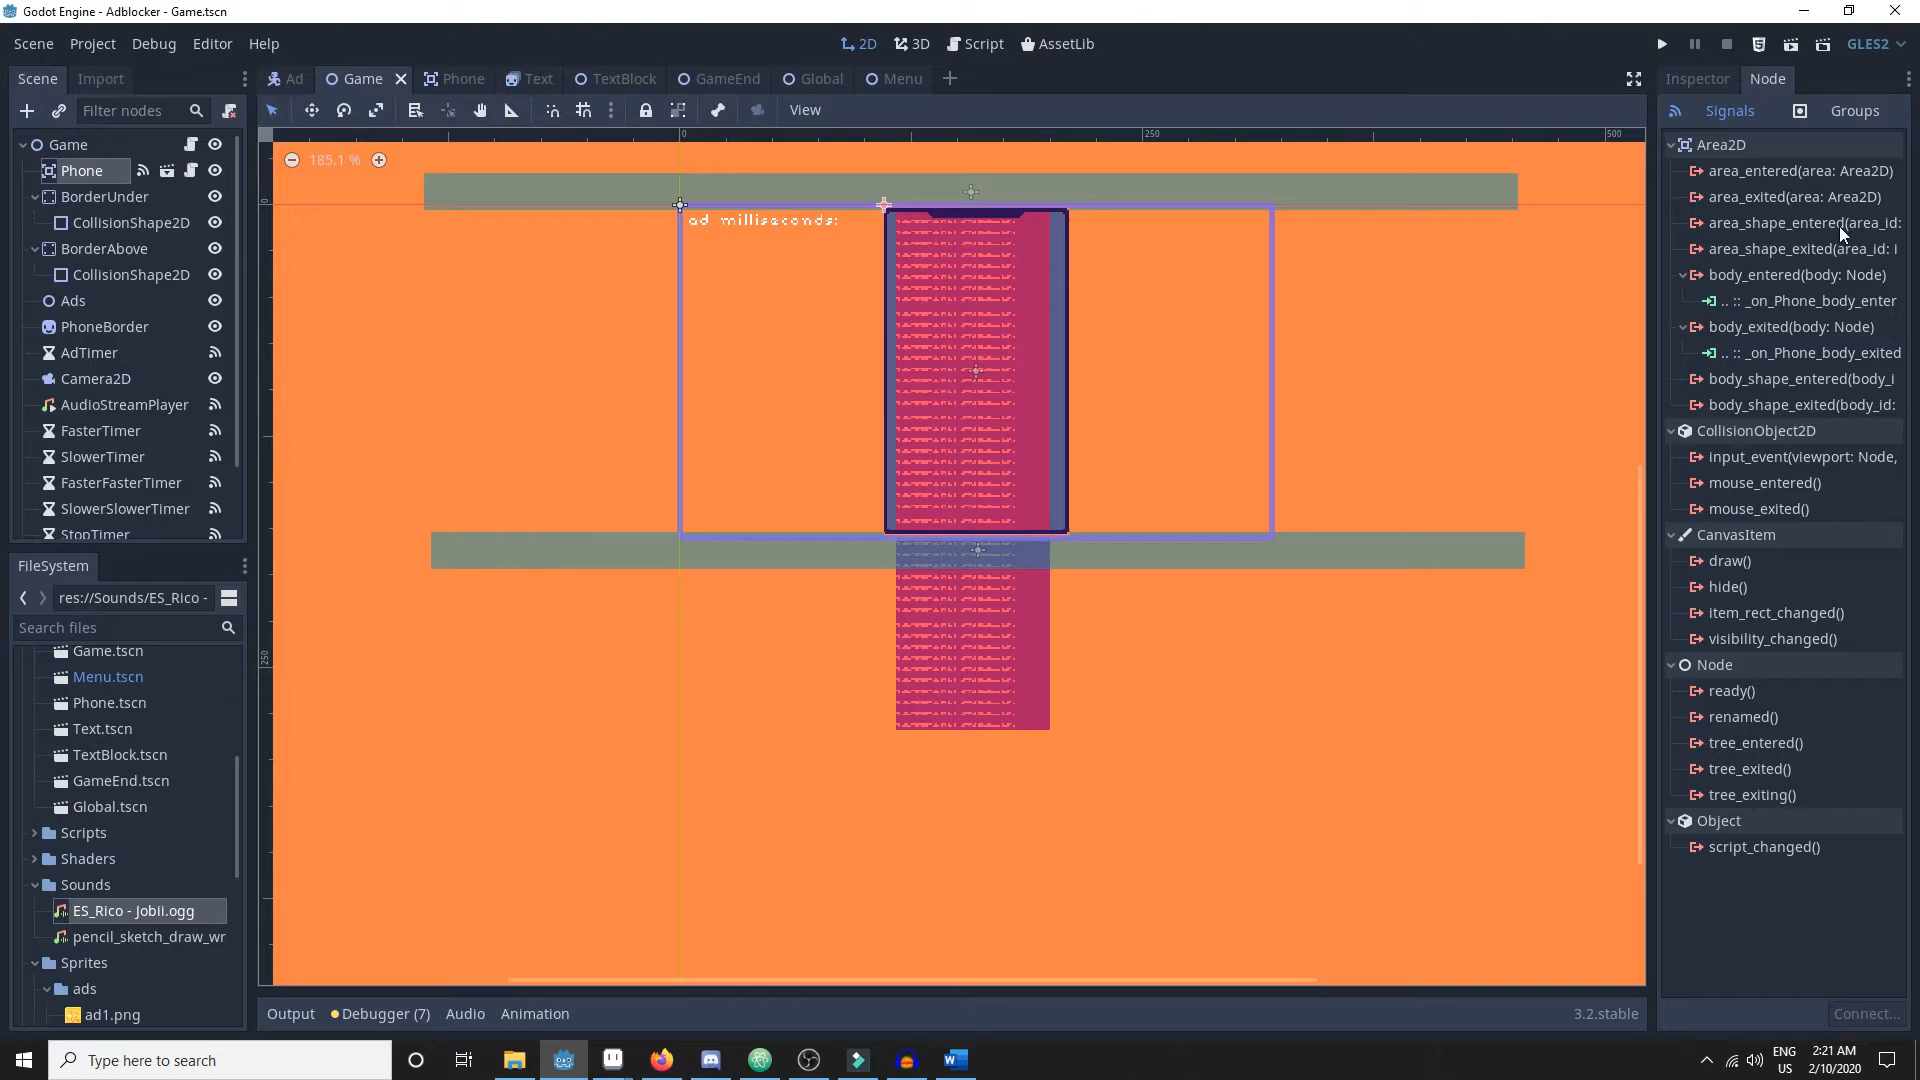 Godot Engine - Adblocker - Game.tscn
Scene Project Debug Editor Help
2D 3D Script AssetLib
GLES2
Scene Import
Ad Game Phone Text TextBlock GameEnd Global Menu
Inspector Node
Filter nodes
View
Signals Groups
0 250 500
185.1 %
Game
Phone
BorderUnder
CollisionShape2D
BorderAbove
CollisionShape2D
Ads
PhoneBorder
AdTimer
Camera2D
AudioStreamPlayer
FasterTimer
SlowerTimer
FasterFasterTimer
SlowerSlowerTimer
StopTimer
FileSystem
res://Sounds/ES_Rico -
Search files
Game.tscn
Menu.tscn
Phone.tscn
Text.tscn
TextBlock.tscn
GameEnd.tscn
Global.tscn
Scripts
Shaders
Sounds
ES_Rico - Jobii.ogg
pencil_sketch_draw_wr
Sprites
ads
ad1.png
0
250
ad milliseconds:
Area2D
area_entered(area: Area2D)
area_exited(area: Area2D)
area_shape_entered(area_id:
area_shape_exited(area_id: i
body_entered(body: Node)
.. :: _on_Phone_body_enter
body_exited(body: Node)
.. :: _on_Phone_body_exited
body_shape_entered(body_i
body_shape_exited(body_id:
CollisionObject2D
input_event(viewport: Node,
mouse_entered()
mouse_exited()
CanvasItem
draw()
hide()
item_rect_changed()
visibility_changed()
Node
ready()
renamed()
tree_entered()
tree_exited()
tree_exiting()
Object
script_changed()
Connect...
Output Debugger (7) Audio Animation
3.2.stable
Type here to search
ENG
US
2:21 AM
2/10/2020